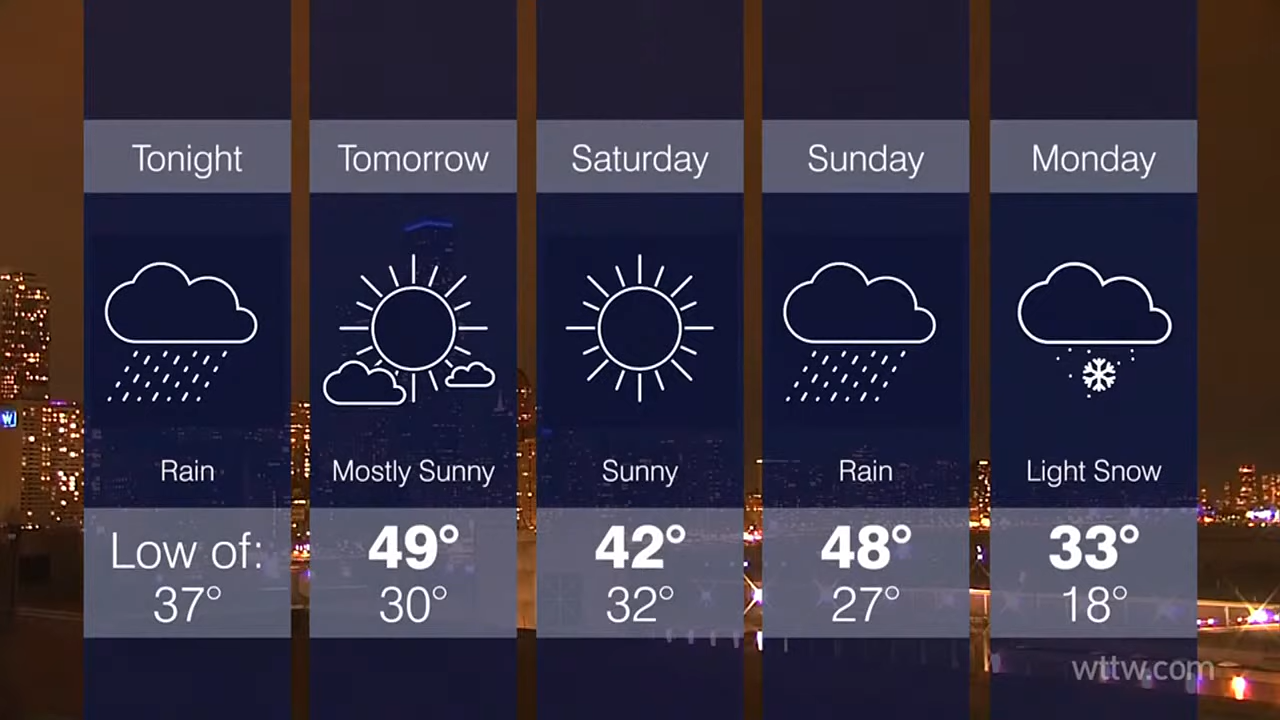 Tonight
Tomorrow
Saturday
Sunday
Monday
Rain
Mostly Sunny
Sunny
Rain
Light Snow
Low of:
37°
49°
30°
42°
32°
48°
27°
33°
18°
W
wttw.com